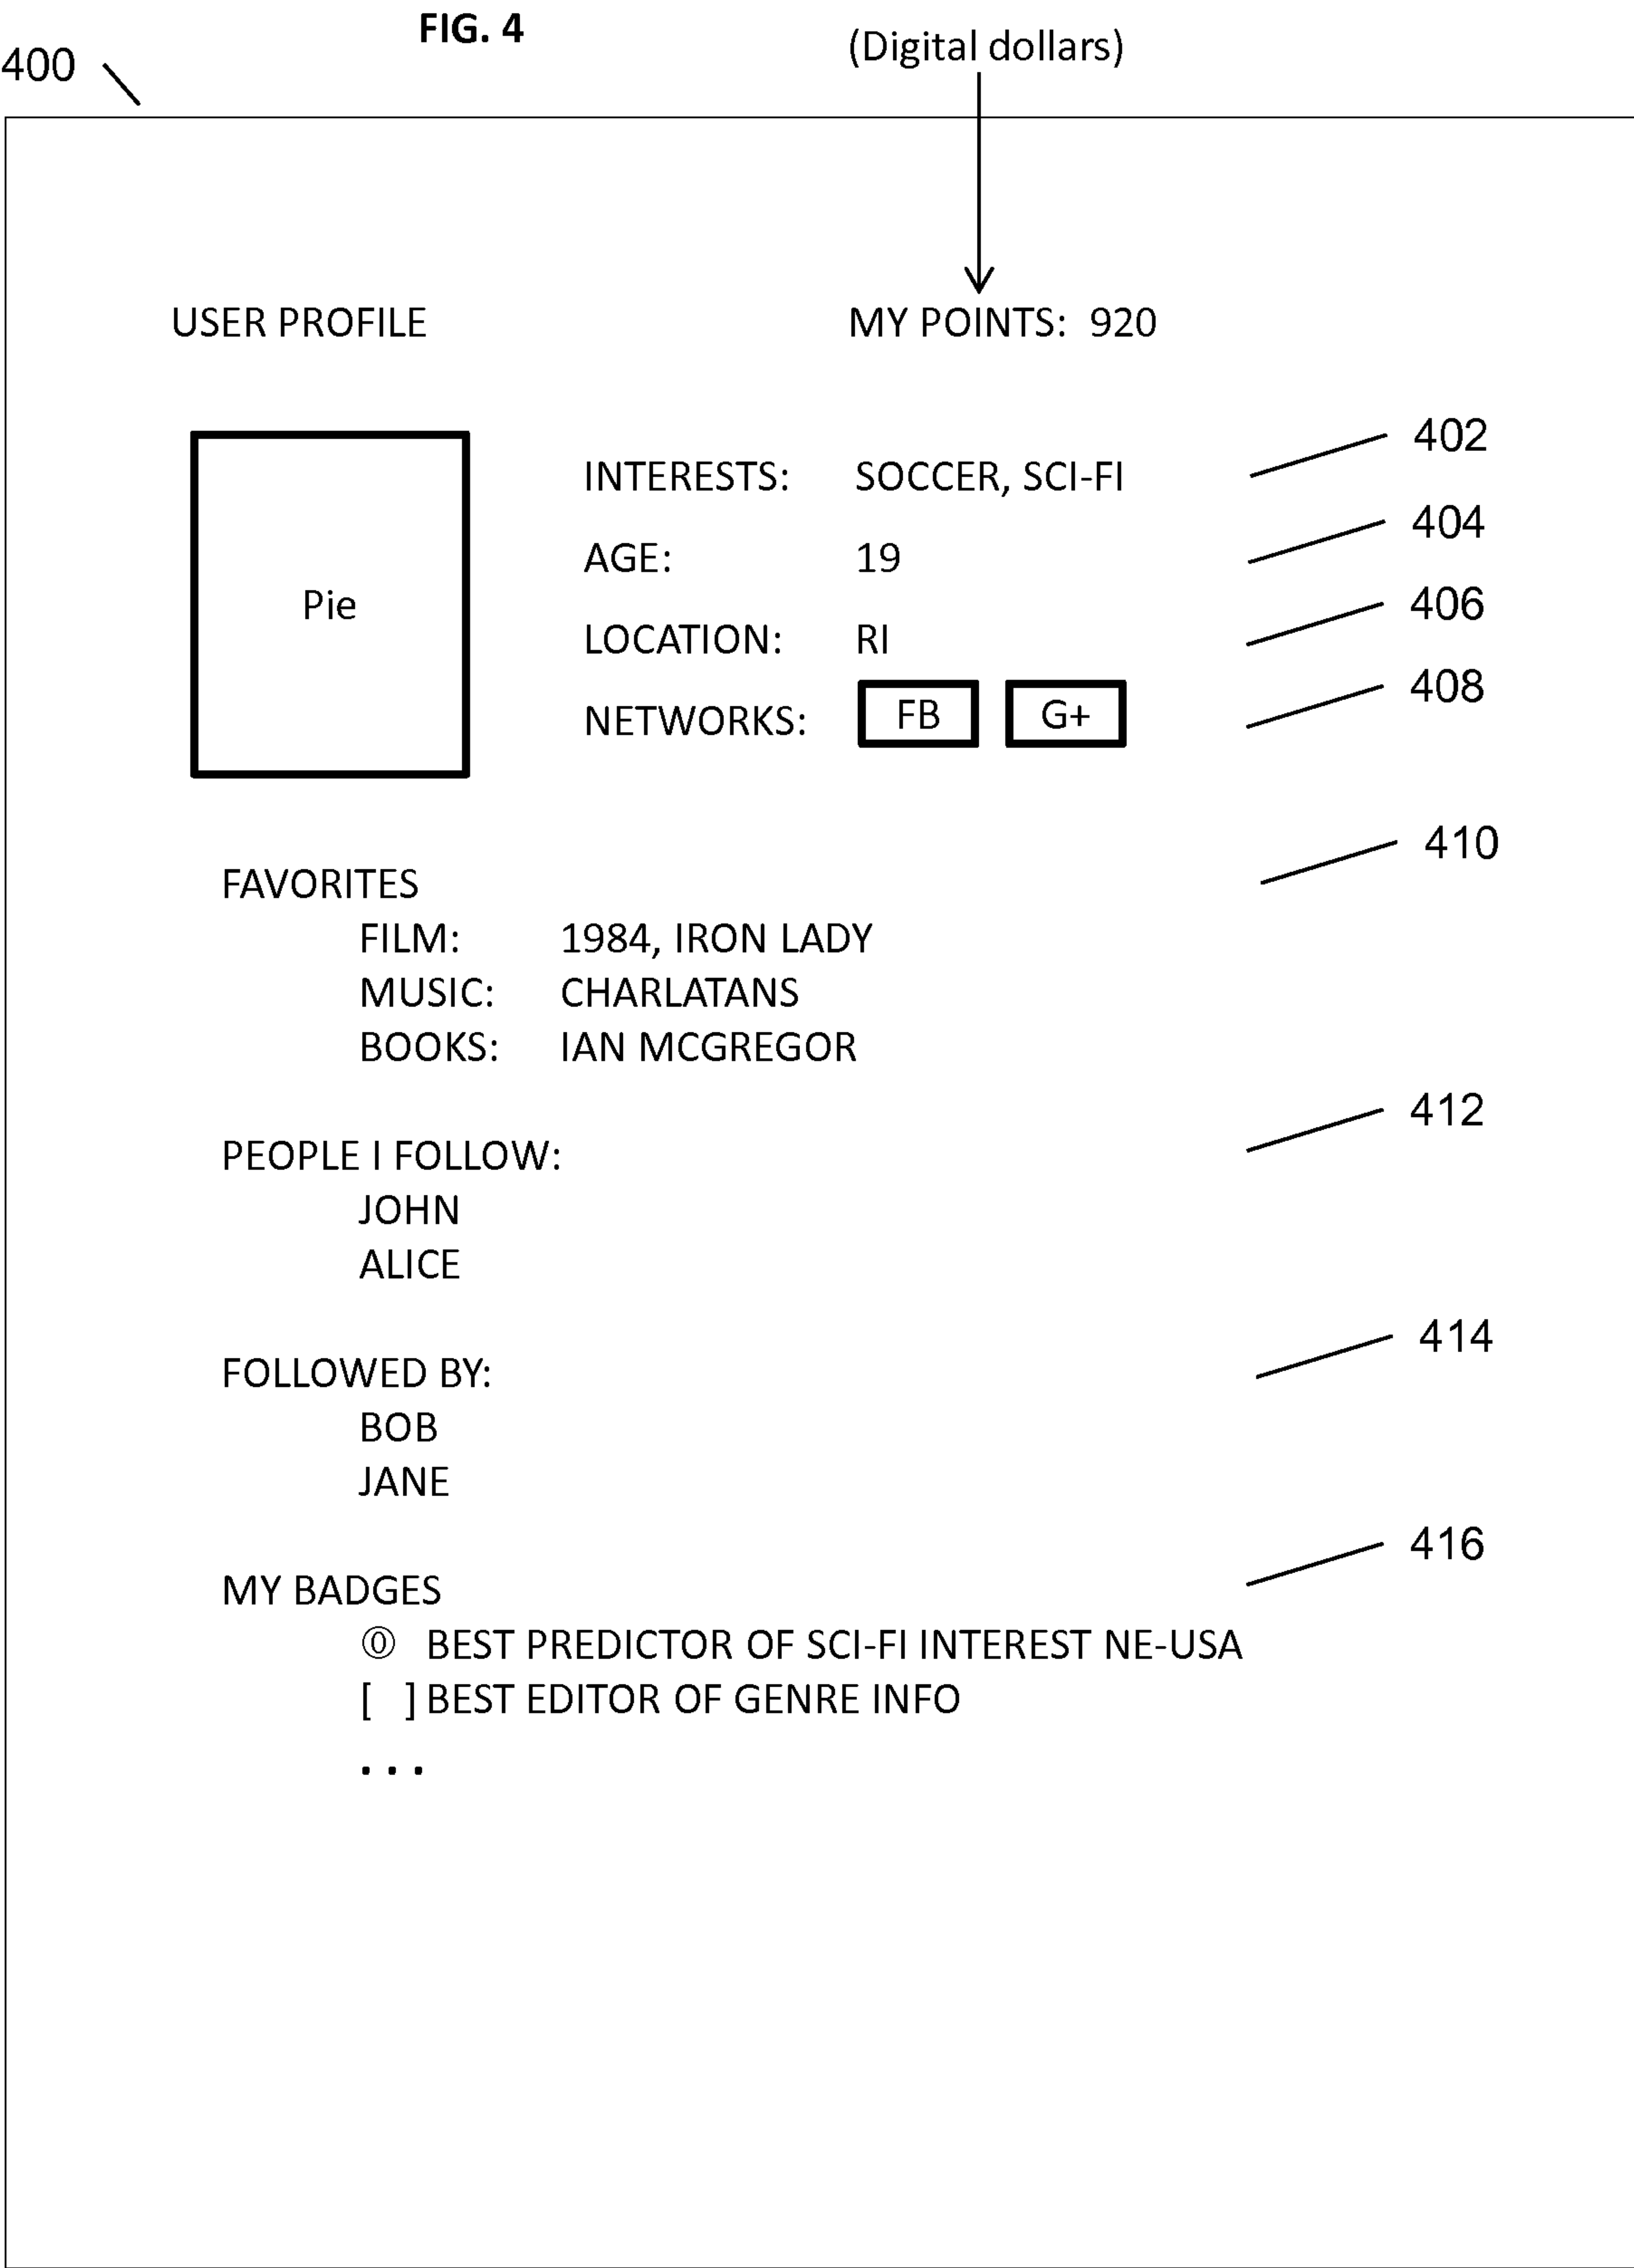 FIG. 4
(Digital dollars)
400
USER PROFILE MY POINTS: 920
Pie
INTERESTS: SOCCER, SCI-FI 402
AGE: 19 404
LOCATION: RI 406
NETWORKS: FB G+ 408
410
FAVORITES
FILM: 1984, IRON LADY
MUSIC: CHARLATANS
BOOKS: IAN MCGREGOR
412
PEOPLE I FOLLOW:
JOHN
ALICE
414
FOLLOWED BY:
BOB
JANE
416
MY BADGES
⓪ BEST PREDICTOR OF SCI-FI INTEREST NE-USA
[ ] BEST EDITOR OF GENRE INFO
...